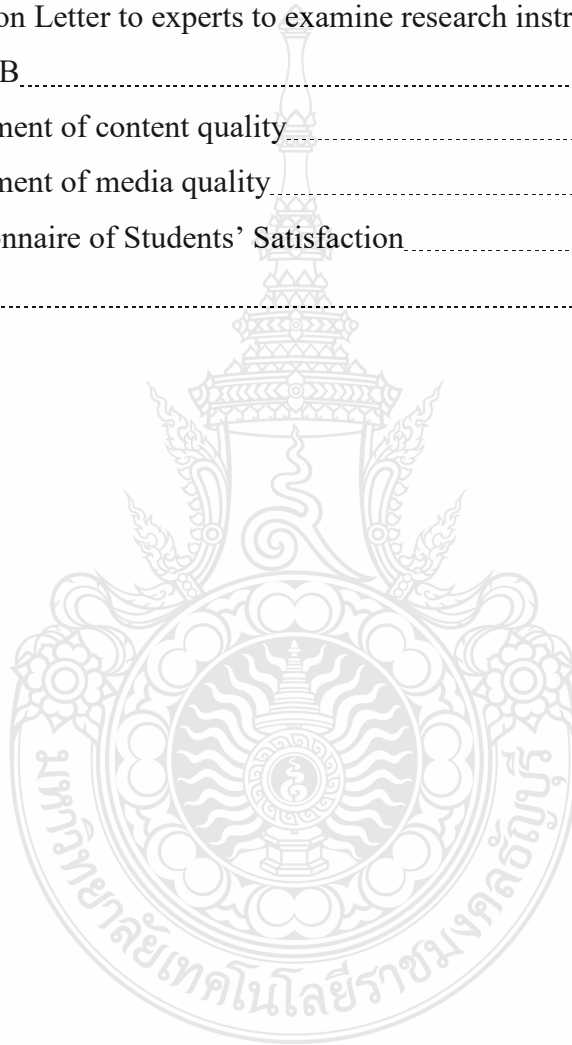 on Letter to experts to examine research instr
B
ment of content quality
ment of media quality
onnaire of Students’ Satisfaction
มหาวิทยาลัยเทคโนโลยีราชมงคลธัญบุรี